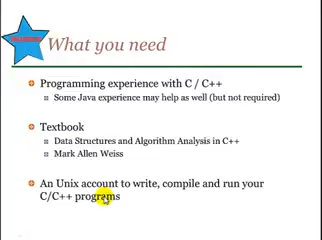 What you need
Programming experience with C / C++
Some Java experience may help as well (but not required)
Textbook
Data Structures and Algorithm Analysis in C++
Mark Allen Weiss
An Unix account to write, compile and run your
C/C++ programs